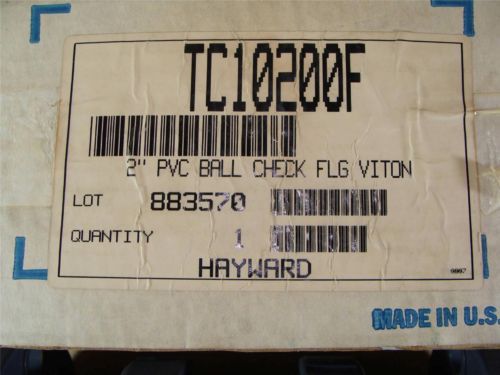 TC10200F
2" PVC BALL CHECK FLG VITON
LOT 883570
QUANTITY 1
HAYWARD
MADE IN U.S.